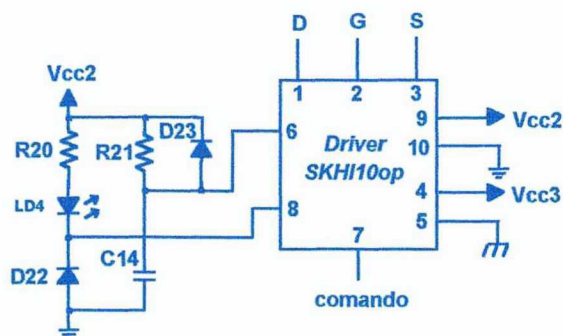 D G S
Vcc2
1 2 3
R20 R21 D23 6 Driver 9 Vcc2
SKHI10op 10
LD4 8 4 Vcc3
D22 C14 7 5
comando